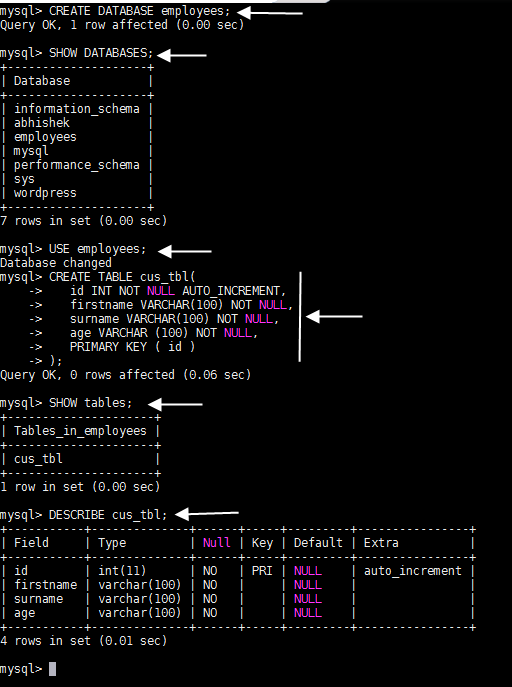 mysql> CREATE DATABASE employees;
Query OK, 1 row affected (0.00 sec)

mysql> SHOW DATABASES;
+--------------------+
| Database           |
+--------------------+
| information_schema |
| abhishek           |
| employees          |
| mysql              |
| performance_schema |
| sys                |
| wordpress          |
+--------------------+
7 rows in set (0.00 sec)

mysql> USE employees;
Database changed
mysql> CREATE TABLE cus_tbl(
    ->    id INT NOT NULL AUTO_INCREMENT,
    ->    firstname VARCHAR(100) NOT NULL,
    ->    surname VARCHAR(100) NOT NULL,
    ->    age VARCHAR (100) NOT NULL,
    ->    PRIMARY KEY ( id )
    -> );
Query OK, 0 rows affected (0.06 sec)

mysql> SHOW tables;
+---------------------+
| Tables_in_employees |
+---------------------+
| cus_tbl             |
+---------------------+
1 row in set (0.00 sec)

mysql> DESCRIBE cus_tbl;
+-----------+--------------+------+-----+---------+----------------+
| Field     | Type         | Null | Key | Default | Extra          |
+-----------+--------------+------+-----+---------+----------------+
| id        | int(11)      | NO   | PRI | NULL    | auto_increment |
| firstname | varchar(100) | NO   |     | NULL    |                |
| surname   | varchar(100) | NO   |     | NULL    |                |
| age       | varchar(100) | NO   |     | NULL    |                |
+-----------+--------------+------+-----+---------+----------------+
4 rows in set (0.01 sec)

mysql>